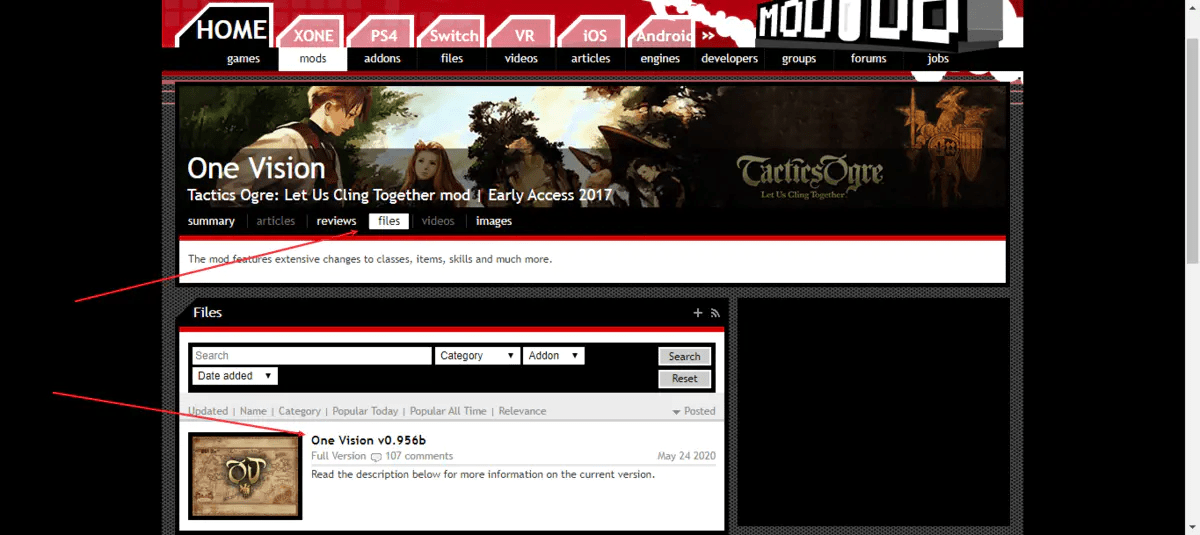 HOME XONE PS4 Switch VR iOS Android »
games mods addons files videos articles engines developers groups forums jobs
One Vision
Tactics Ogre: Let Us Cling Together mod | Early Access 2017
TacticsOgre
Let Us Cling Together.
summary articles reviews files videos images
The mod features extensive changes to classes, items, skills and much more.
Files
Search Category Addon Search
Date added Reset
Updated | Name | Category | Popular Today | Popular All Time | Relevance Posted
One Vision v0.956b
Full Version 107 comments May 24 2020
Read the description below for more information on the current version.
OV